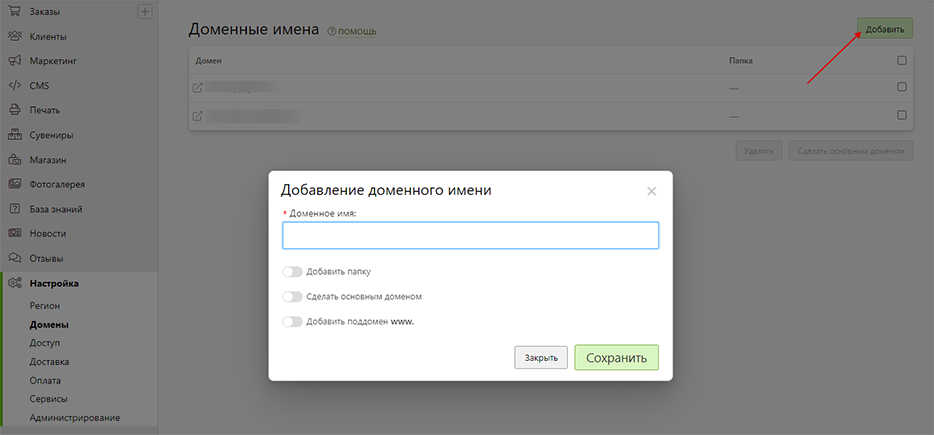 Заказы
Клиенты
Маркетинг
CMS
Печать
Сувениры
Магазин
Фотогалерея
База знаний
Новости
Отзывы
Настройка
Регион
Домены
Доступ
Доставка
Оплата
Сервисы
Администрирование
Доменные имена ? помощь
Добавить
Домен Папка
—
—
Удалить Сделать основным доменом
Добавление доменного имени
* Доменное имя:
Добавить папку
Сделать основным доменом
Добавить поддомен www.
Закрыть Сохранить